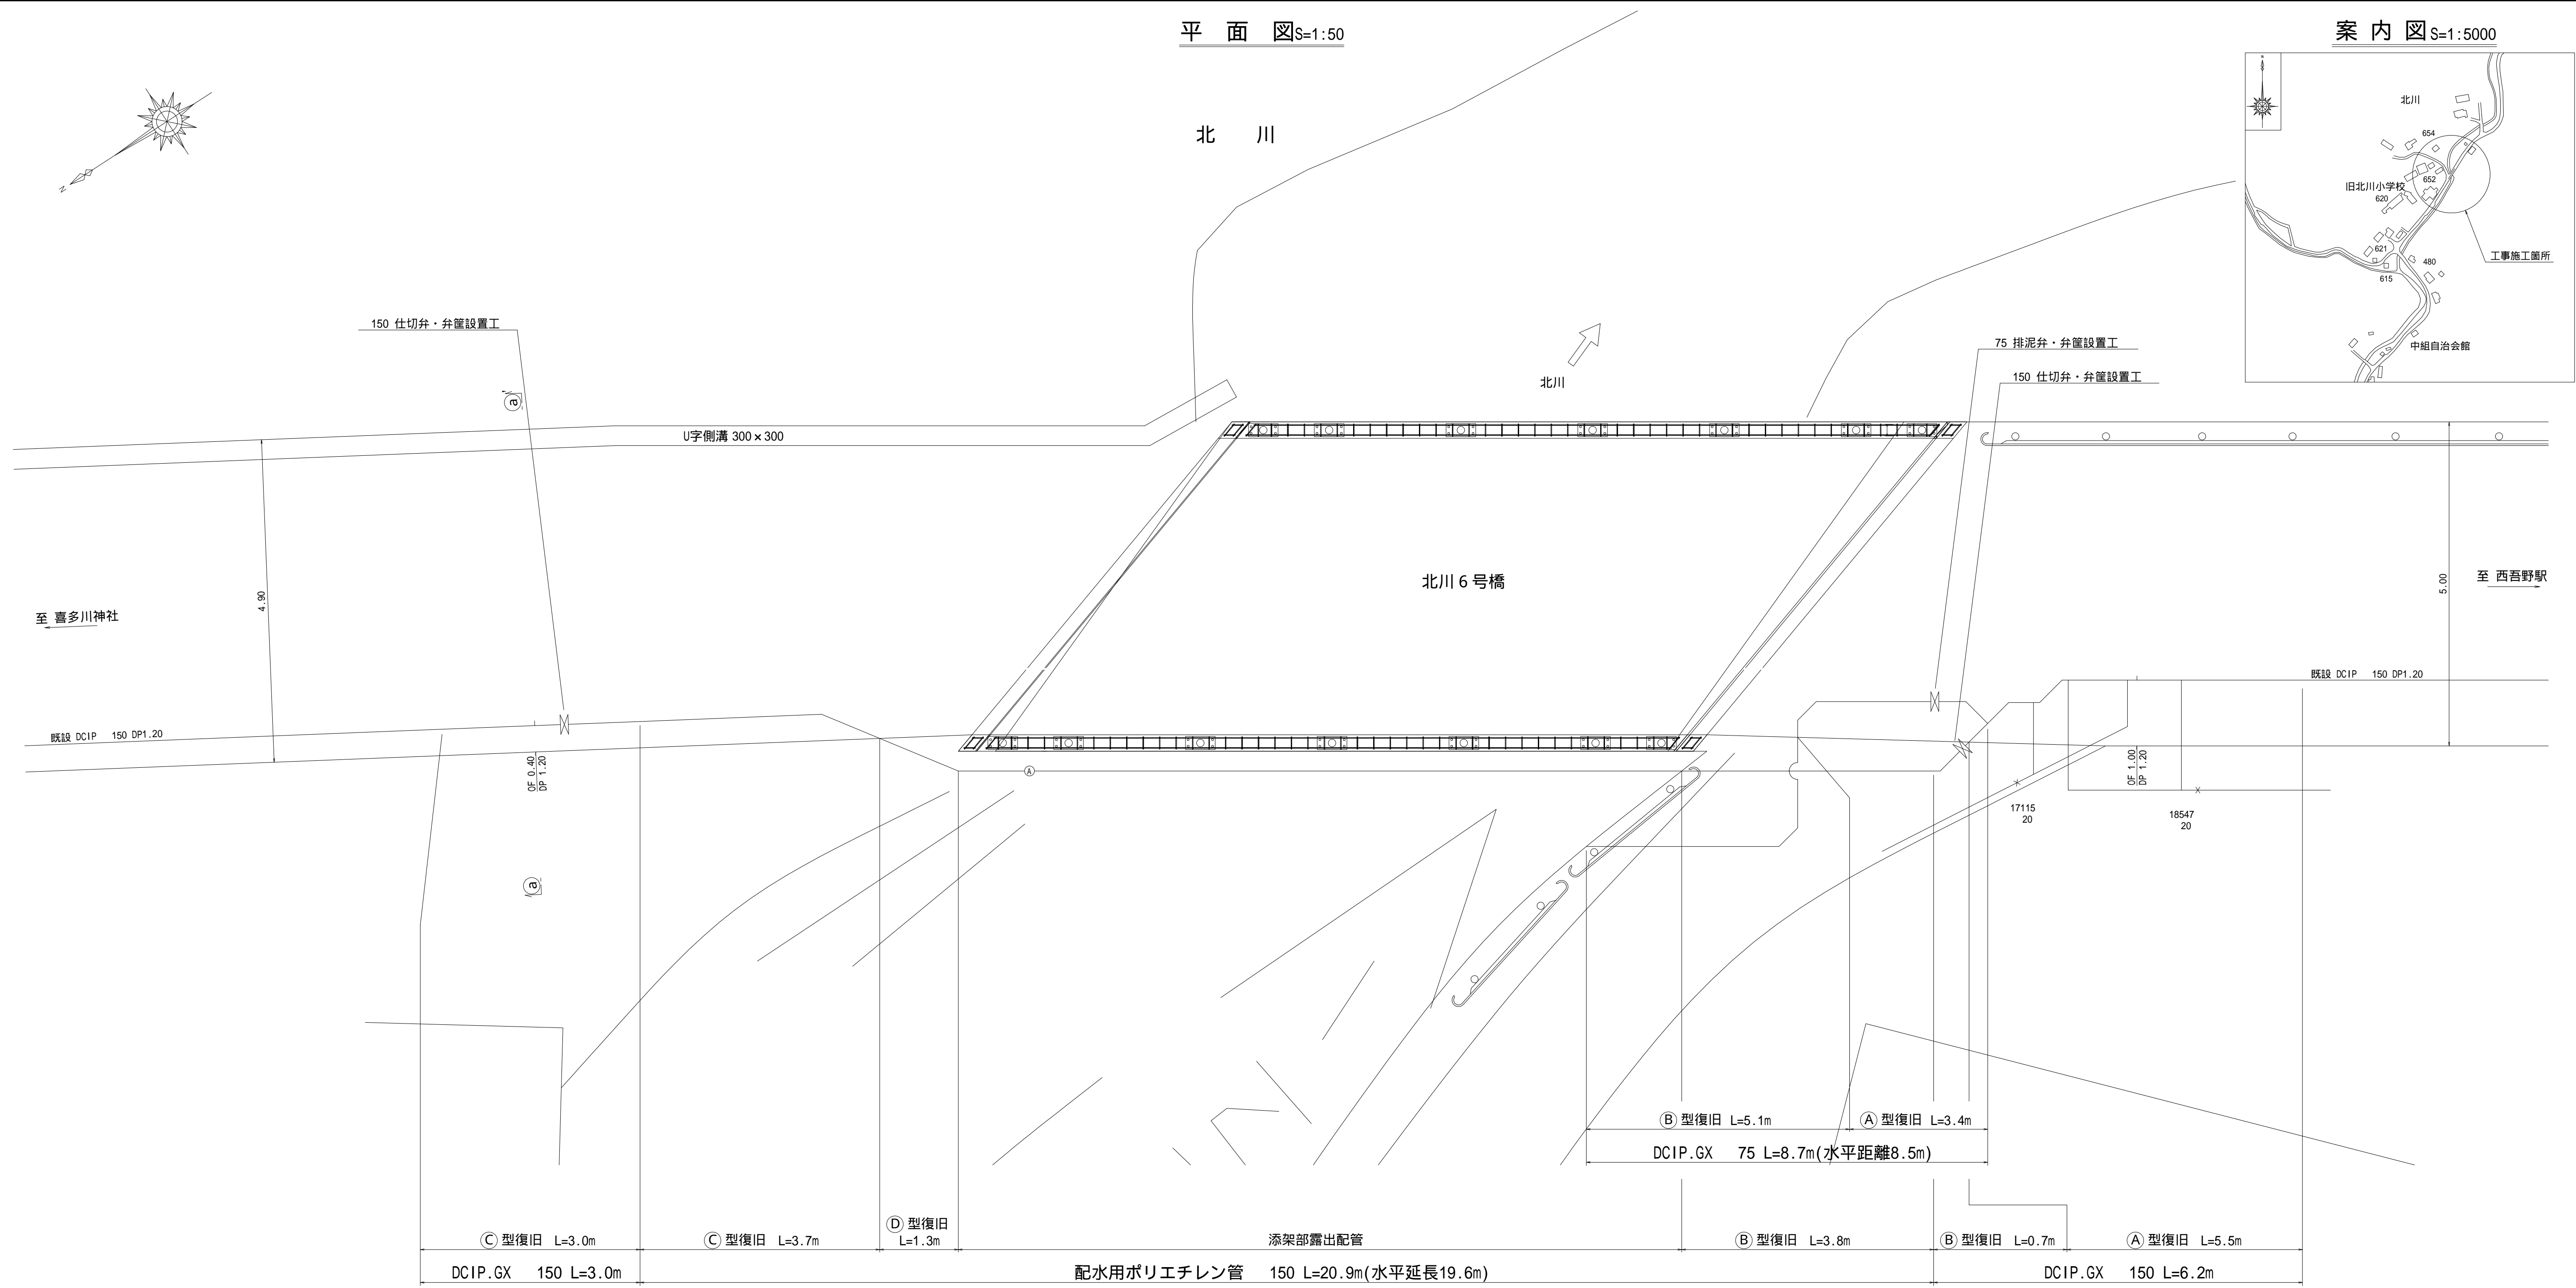 平 面 図 S=1:50
案 内 図 S=1:5000
N
北 川
150 仕切弁・弁筐設置工
a'
U字側溝 300×300
北川
75 排泥弁・弁筐設置工
150 仕切弁・弁筐設置工
N
北川
654
652
旧北川小学校
620
工事施工箇所
621
480
615
中組自治会館
4.90
至 喜多川神社
北川6号橋
5.00
至 西吾野駅
既設 DCIP 150 DP1.20
既設 DCIP 150 DP1.20
OF 0.40
DP 1.20
A
a
OF 1.00
DP 1.20
17115
20
18547
20
B 型復旧 L=5.1m
A 型復旧 L=3.4m
DCIP.GX 75 L=8.7m(水平距離8.5m)
C 型復旧 L=3.0m
C 型復旧 L=3.7m
D 型復旧
L=1.3m
添架部露出配管
B 型復旧 L=3.8m
B 型復旧 L=0.7m
A 型復旧 L=5.5m
DCIP.GX 150 L=3.0m
配水用ポリエチレン管 150 L=20.9m(水平延長19.6m)
DCIP.GX 150 L=6.2m